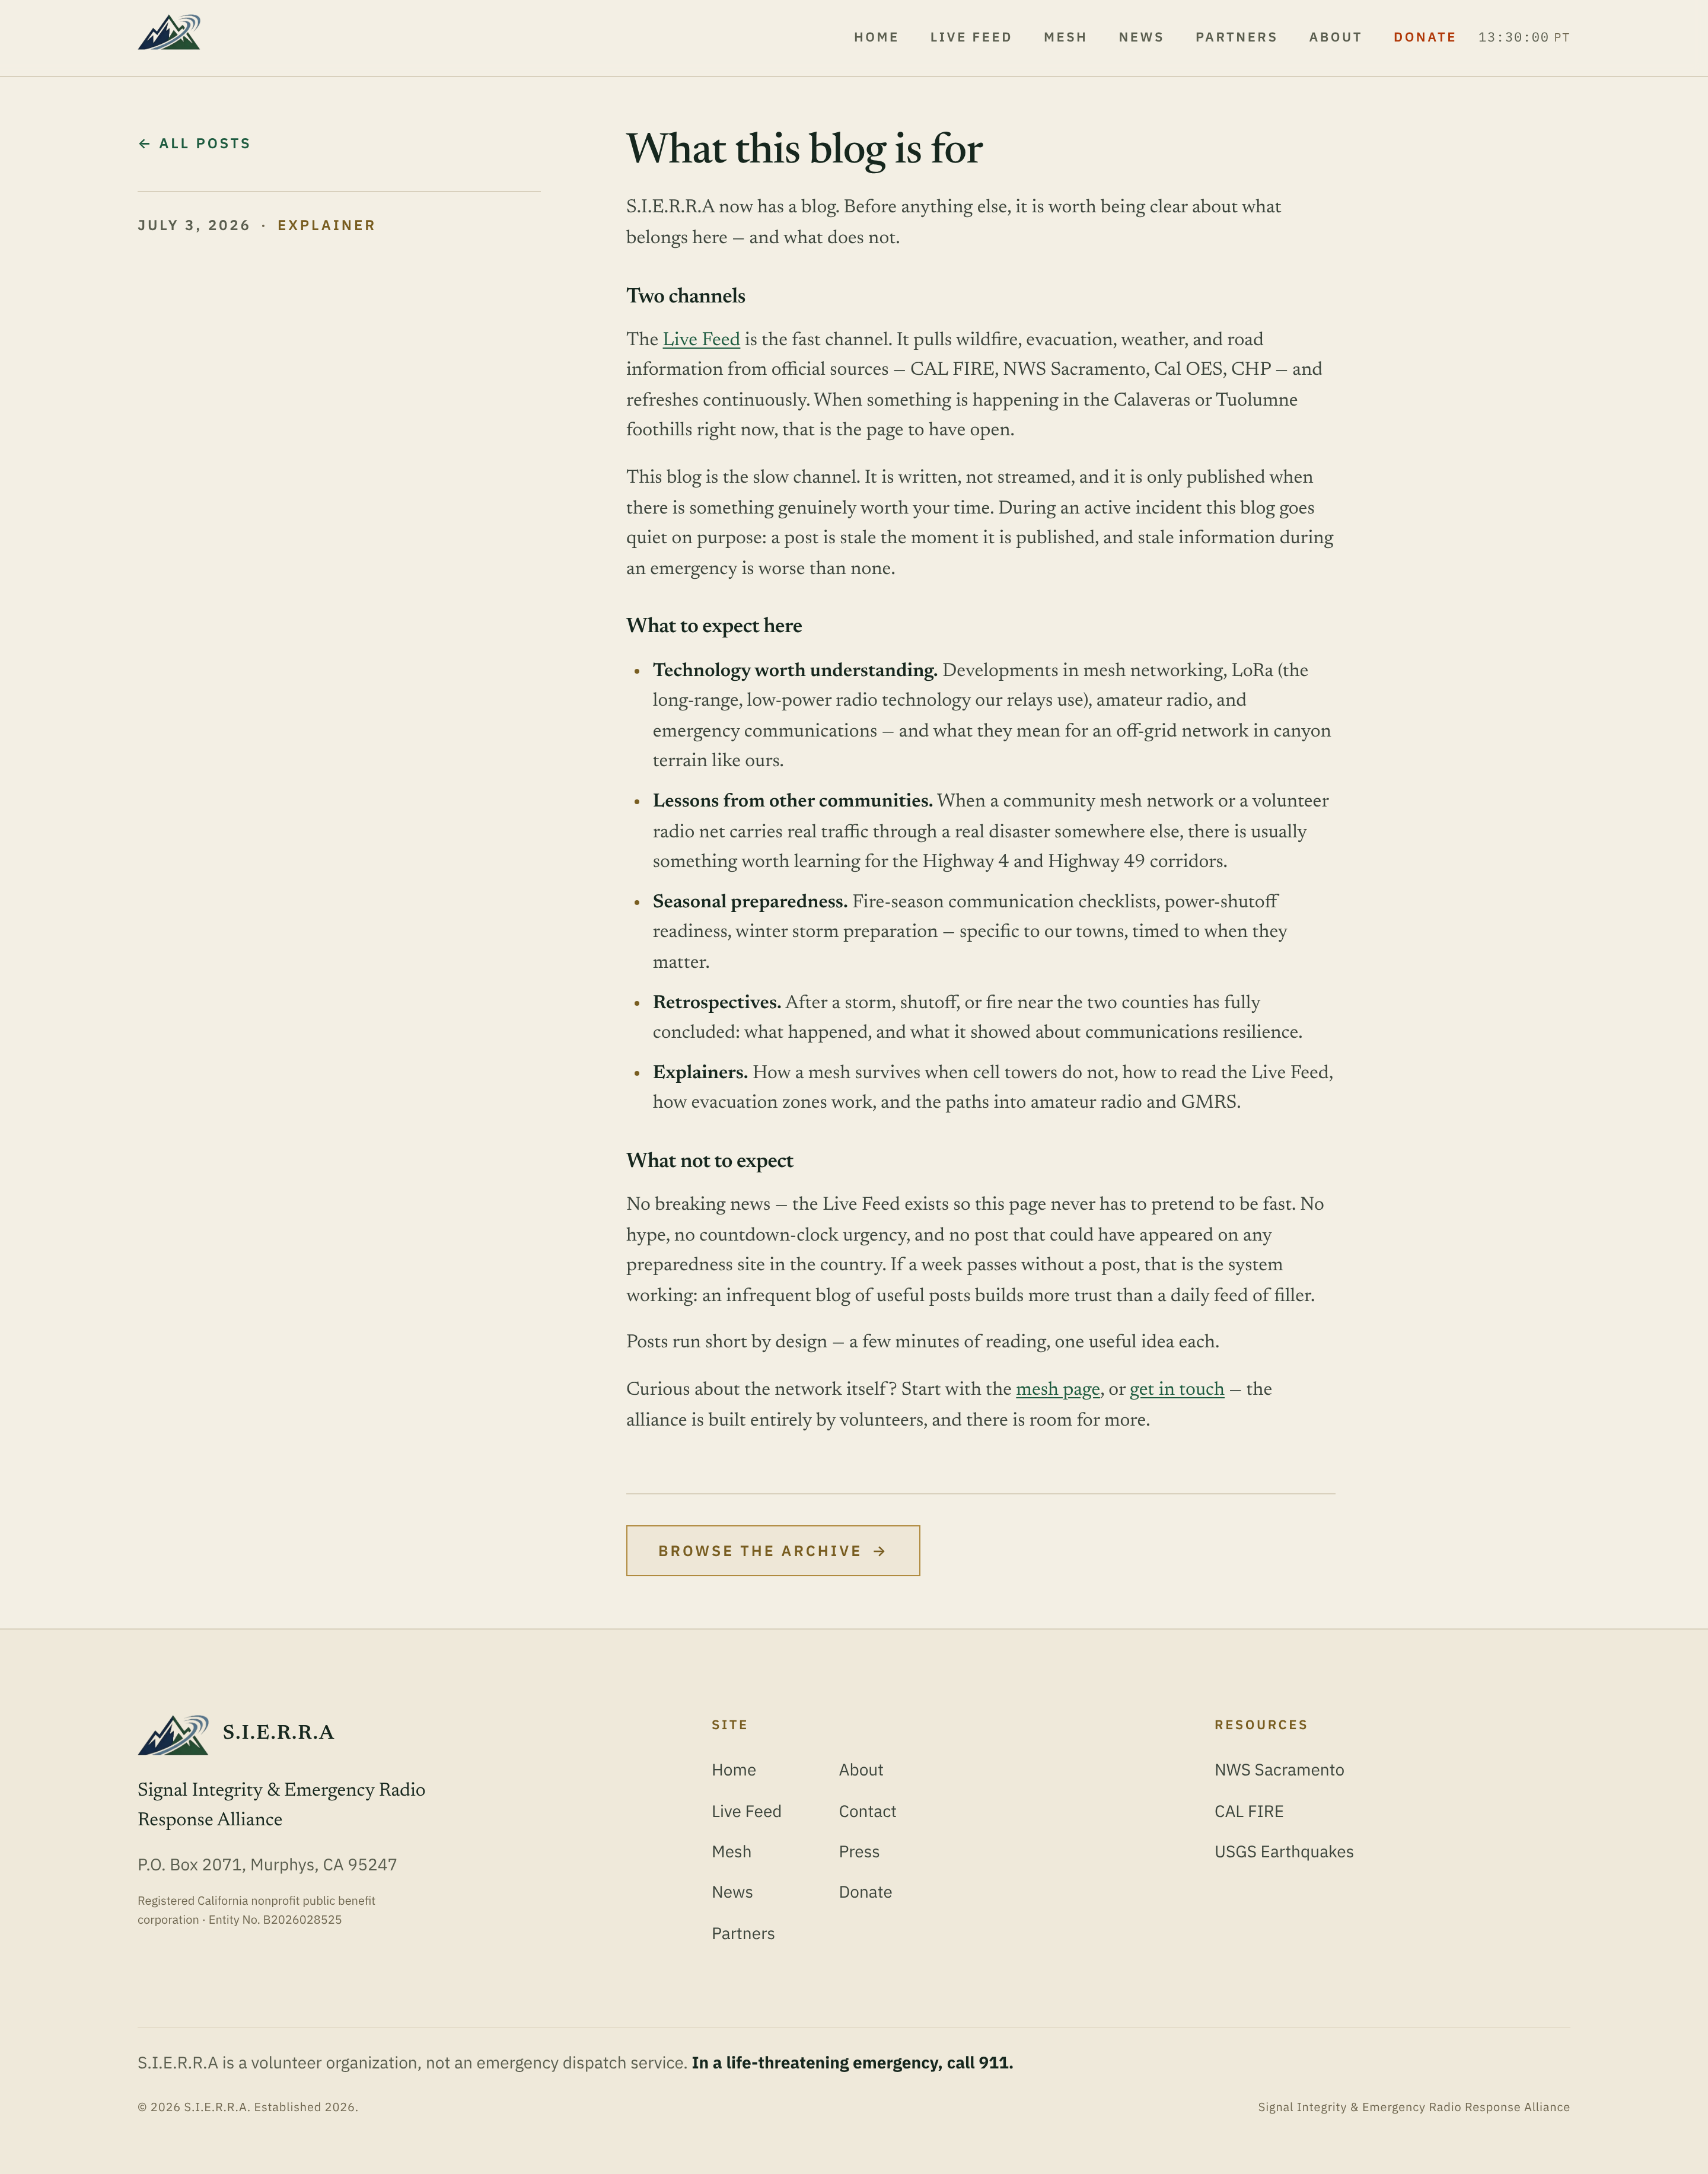 HOME LIVE FEED MESH NEWS PARTNERS ABOUT DONATE 13:30:00 PT
← ALL POSTS
JULY 3, 2026 · EXPLAINER
What this blog is for
S.I.E.R.R.A now has a blog. Before anything else, it is worth being clear about what
belongs here — and what does not.
Two channels
The Live Feed is the fast channel. It pulls wildfire, evacuation, weather, and road
information from official sources — CAL FIRE, NWS Sacramento, Cal OES, CHP — and
refreshes continuously. When something is happening in the Calaveras or Tuolumne
foothills right now, that is the page to have open.
This blog is the slow channel. It is written, not streamed, and it is only published when
there is something genuinely worth your time. During an active incident this blog goes
quiet on purpose: a post is stale the moment it is published, and stale information during
an emergency is worse than none.
What to expect here
• Technology worth understanding. Developments in mesh networking, LoRa (the
long-range, low-power radio technology our relays use), amateur radio, and
emergency communications — and what they mean for an off-grid network in canyon
terrain like ours.
• Lessons from other communities. When a community mesh network or a volunteer
radio net carries real traffic through a real disaster somewhere else, there is usually
something worth learning for the Highway 4 and Highway 49 corridors.
• Seasonal preparedness. Fire-season communication checklists, power-shutoff
readiness, winter storm preparation — specific to our towns, timed to when they
matter.
• Retrospectives. After a storm, shutoff, or fire near the two counties has fully
concluded: what happened, and what it showed about communications resilience.
• Explainers. How a mesh survives when cell towers do not, how to read the Live Feed,
how evacuation zones work, and the paths into amateur radio and GMRS.
What not to expect
No breaking news — the Live Feed exists so this page never has to pretend to be fast. No
hype, no countdown-clock urgency, and no post that could have appeared on any
preparedness site in the country. If a week passes without a post, that is the system
working: an infrequent blog of useful posts builds more trust than a daily feed of filler.
Posts run short by design — a few minutes of reading, one useful idea each.
Curious about the network itself? Start with the mesh page, or get in touch — the
alliance is built entirely by volunteers, and there is room for more.
BROWSE THE ARCHIVE →
S.I.E.R.R.A
Signal Integrity & Emergency Radio
Response Alliance
P.O. Box 2071, Murphys, CA 95247
Registered California nonprofit public benefit
corporation · Entity No. B2026028525
SITE
Home
Live Feed
Mesh
News
Partners
About
Contact
Press
Donate
RESOURCES
NWS Sacramento
CAL FIRE
USGS Earthquakes
S.I.E.R.R.A is a volunteer organization, not an emergency dispatch service. In a life-threatening emergency, call 911.
© 2026 S.I.E.R.R.A. Established 2026.
Signal Integrity & Emergency Radio Response Alliance